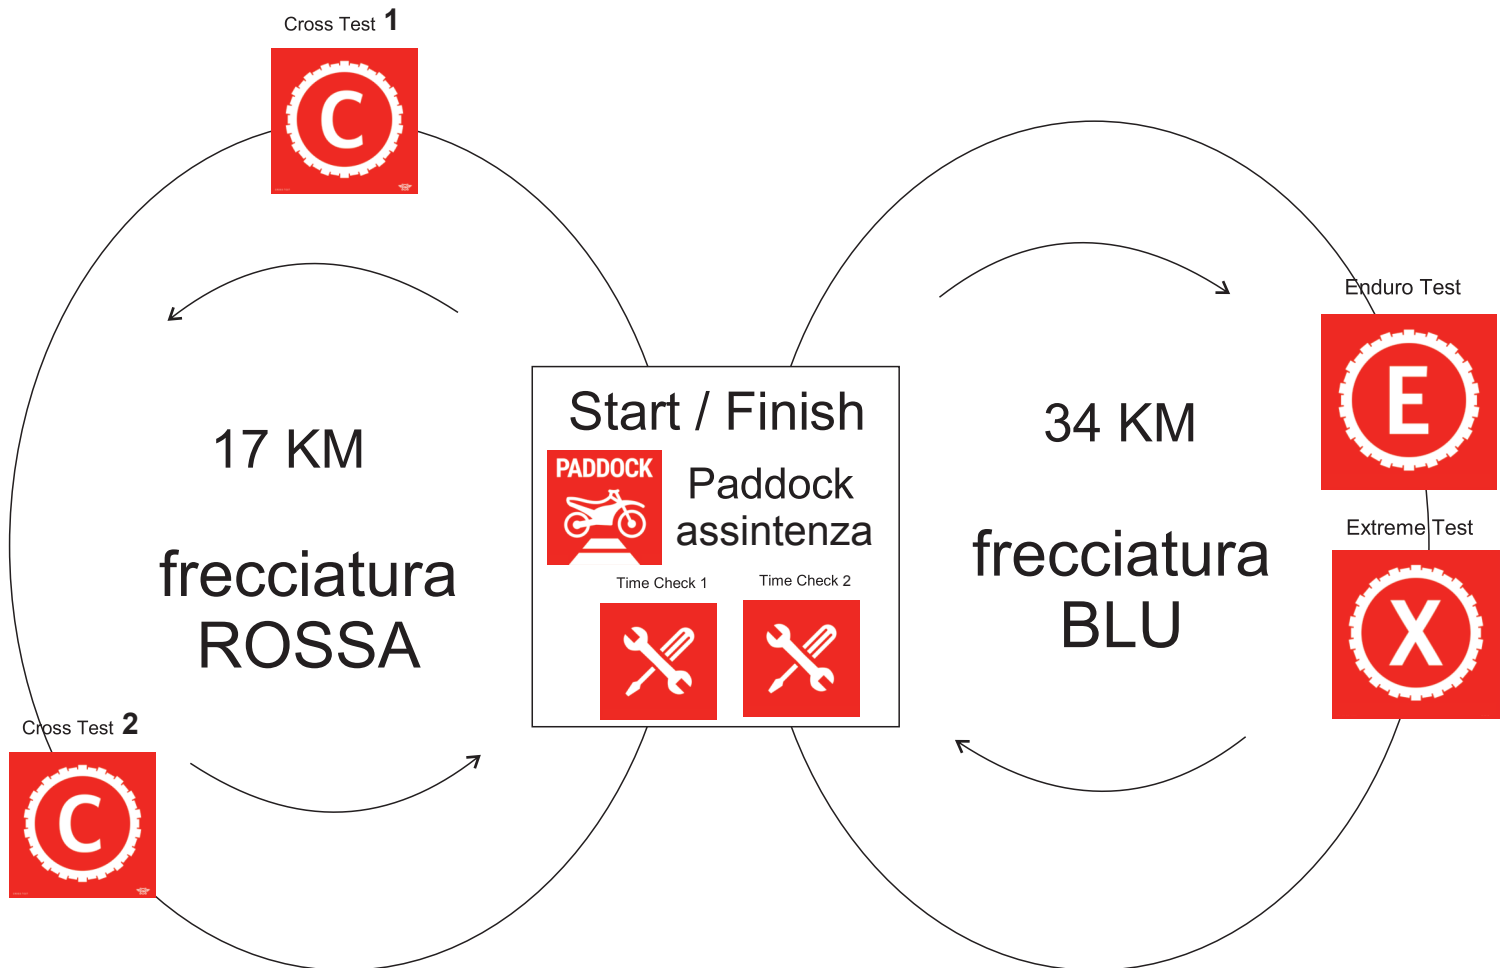 Cross Test 1
C
17 KM
frecciatura
ROSSA
Cross Test 2
C
Start / Finish
PADDOCK
Paddock
assintenza
Time Check 1
Time Check 2
34 KM
frecciatura
BLU
Enduro Test
E
Extreme Test
X